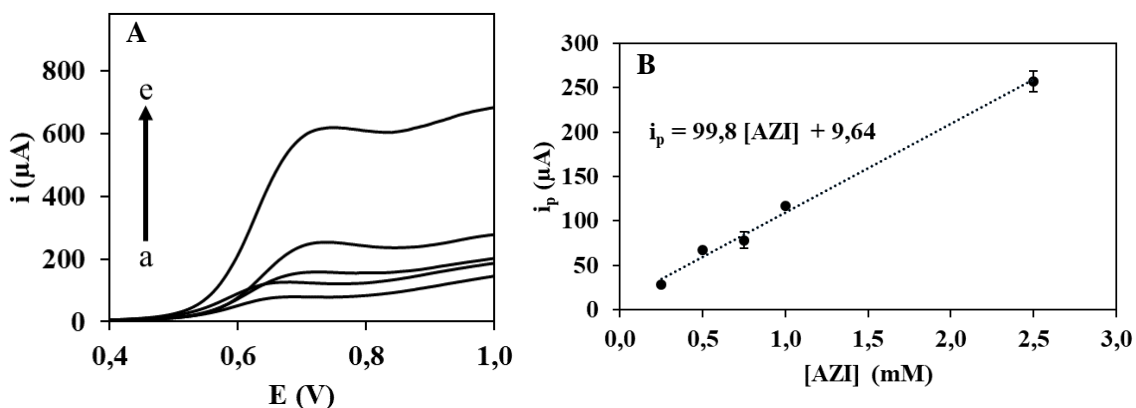 A
800
600
400
200
0
e
a
i (µA)
0,4 0,6 0,8 1,0
E (V)
B
300
250
200
150
100
50
0
iₚ = 99,8 [AZI] + 9,64
iₚ (µA)
0,0 0,5 1,0 1,5 2,0 2,5 3,0
[AZI] (mM)